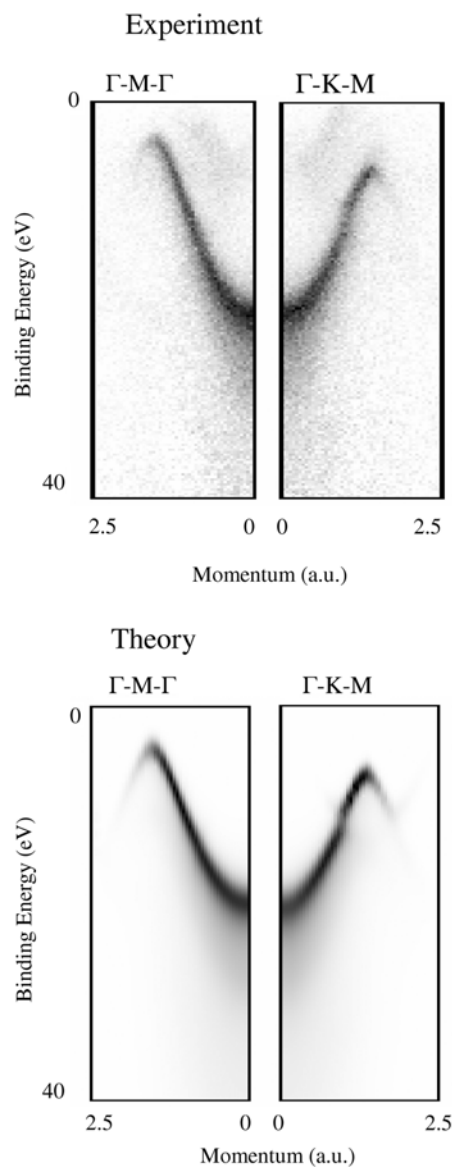 Experiment
Γ-M-Γ Γ-K-M
0
Binding Energy (eV)
40
2.5 0 0 2.5
Momentum (a.u.)
Theory
Γ-M-Γ Γ-K-M
0
Binding Energy (eV)
40
2.5 0 0 2.5
Momentum (a.u.)